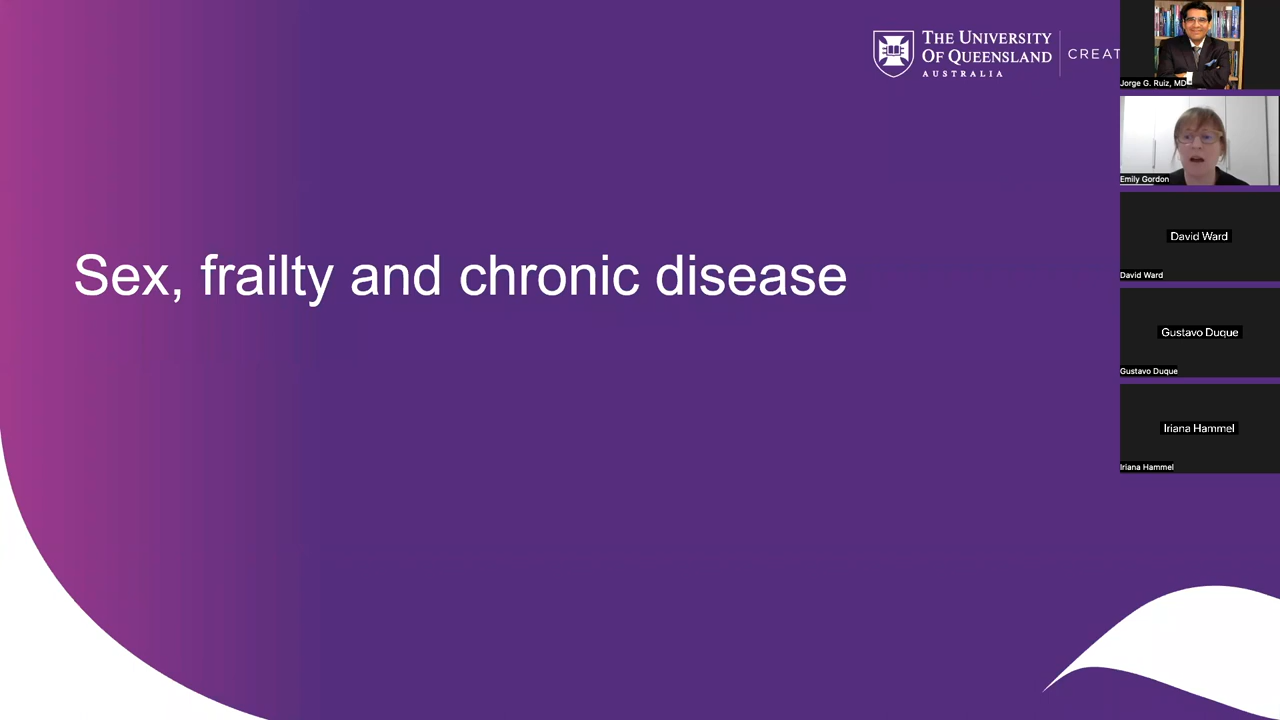 THE UNIVERSITY
OF QUEENSLAND
AUSTRALIA
CREAT
Sex, frailty and chronic disease
Jorge G. Ruiz, MD
Emily Gordon
David Ward
David Ward
Gustavo Duque
Gustavo Duque
Iriana Hammel
Iriana Hammel